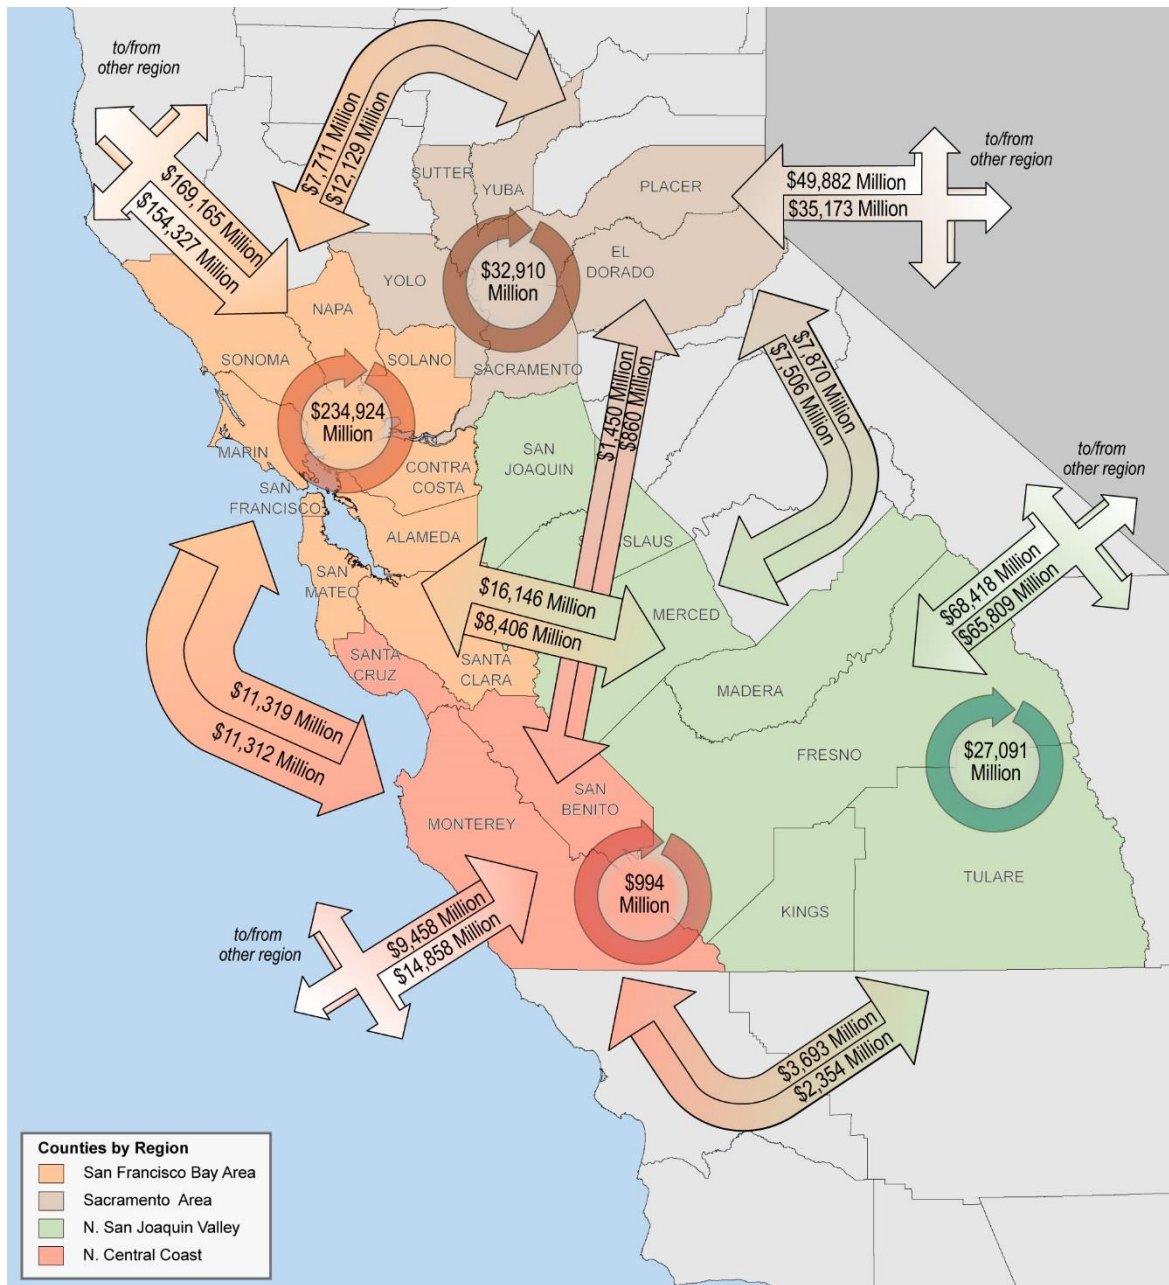 to/from
other region
$7,711 Million
$12,129 Million
$169,165 Million
$154,327 Million
SUTTER
YUBA
PLACER
$49,882 Million
$35,173 Million
to/from
other region
YOLO
$32,910
Million
EL
DORADO
NAPA
SONOMA
SOLANO
SACRAMENTO
$234,924
Million
MARIN
CONTRA
COSTA
SAN
FRANCISCO
ALAMEDA
SAN
JOAQUIN
$1,450 Million
$860 Million
$7,870 Million
$7,506 Million
to/from
other region
$68,418 Million
$65,809 Million
SLAUS
SAN
MATEO
$16,146 Million
$8,406 Million
MERCED
SANTA
CRUZ
SANTA
CLARA
MADERA
$11,319 Million
$11,312 Million
FRESNO
$27,091
Million
SAN
BENITO
MONTEREY
$994
Million
TULARE
KINGS
to/from
other region
$9,458 Million
$14,858 Million
$3,693 Million
$2,354 Million
Counties by Region
San Francisco Bay Area
Sacramento Area
N. San Joaquin Valley
N. Central Coast